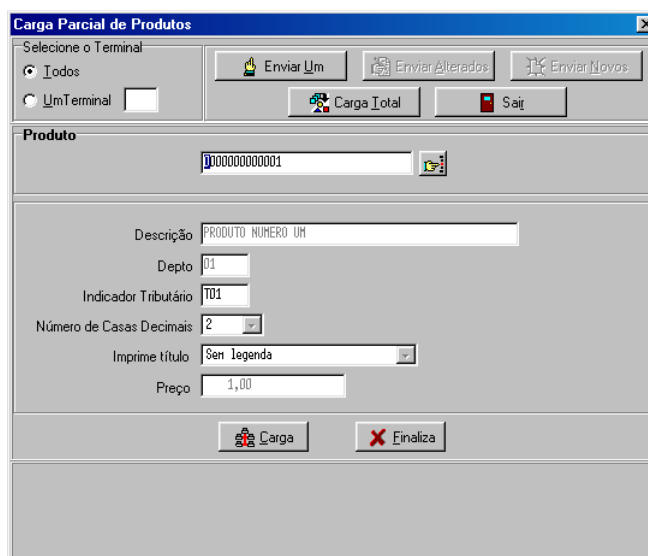 Carga Parcial de Produtos
Selecione o Terminal
Todos
UmTerminal
Enviar Um
Enviar Alterados
Enviar Novos
Carga Total
Sair
Produto
0000000000001
Descrição PRODUTO NUMERO UM
Depto 01
Indicador Tributário T01
Número de Casas Decimais 2
Imprime título Sem legenda
Preço 1,00
Carga
Finaliza